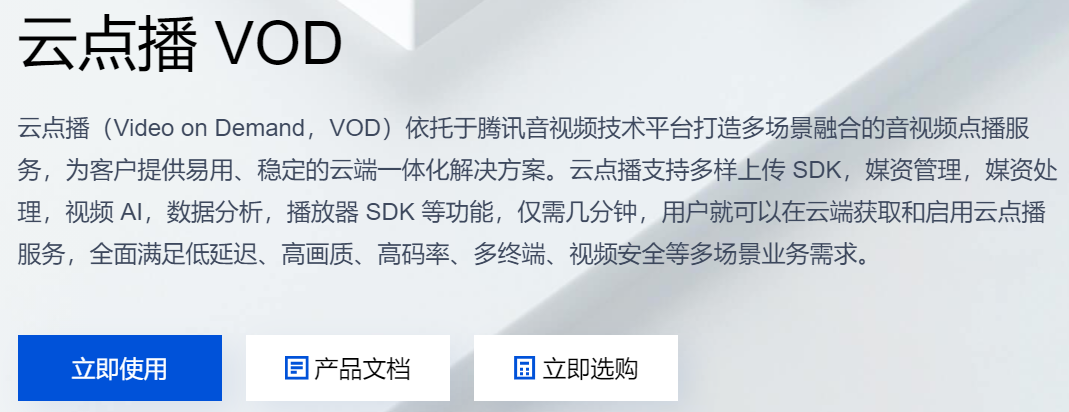 云点播 VOD
云点播（Video on Demand，VOD）依托于腾讯音视频技术平台打造多场景融合的音视频点播服
务，为客户提供易用、稳定的云端一体化解决方案。云点播支持多样上传 SDK，媒资管理，媒资处
理，视频 AI，数据分析，播放器 SDK 等功能，仅需几分钟，用户就可以在云端获取和启用云点播
服务，全面满足低延迟、高画质、高码率、多终端、视频安全等多场景业务需求。
立即使用
产品文档
立即选购